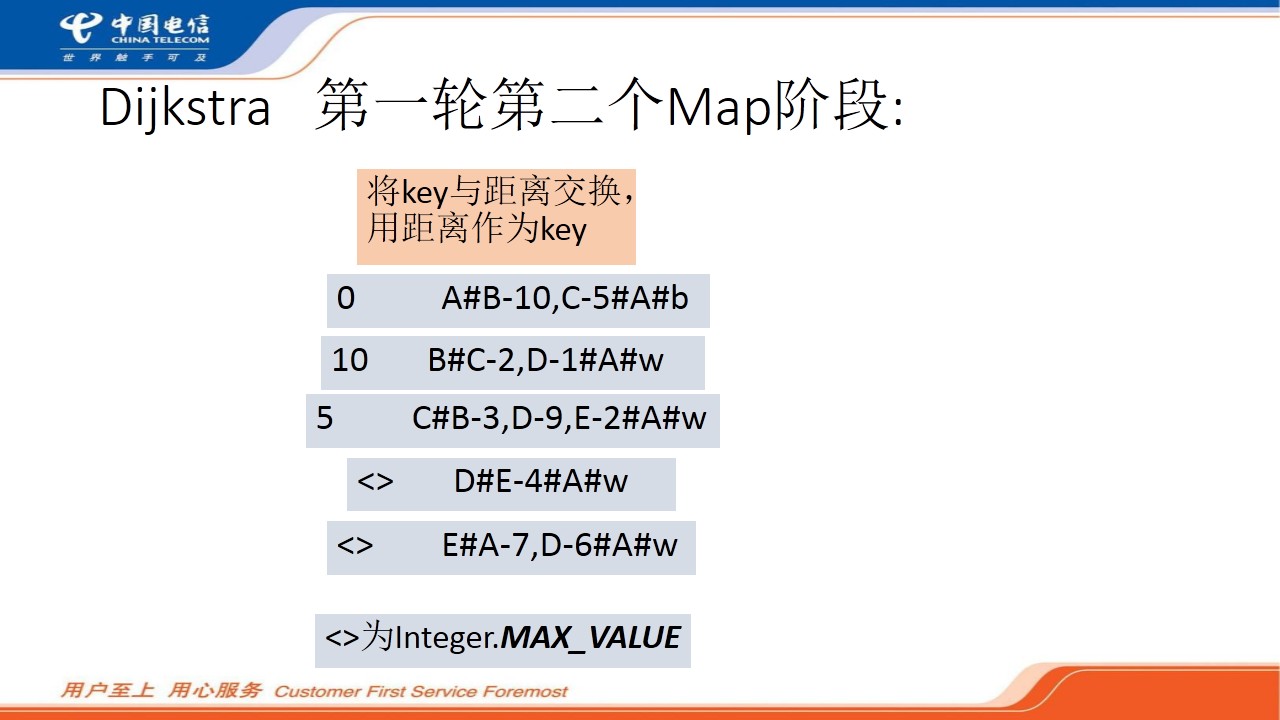 中国电信
CHINA TELECOM
世界触手可及
Dijkstra 第一轮第二个Map阶段:
将key与距离交换,
用距离作为key
0 A#B-10,C-5#A#b
10 B#C-2,D-1#A#w
5 C#B-3,D-9,E-2#A#w
<> D#E-4#A#w
<> E#A-7,D-6#A#w
<>为Integer.MAX_VALUE
用户至上 用心服务 Customer First Service Foremost